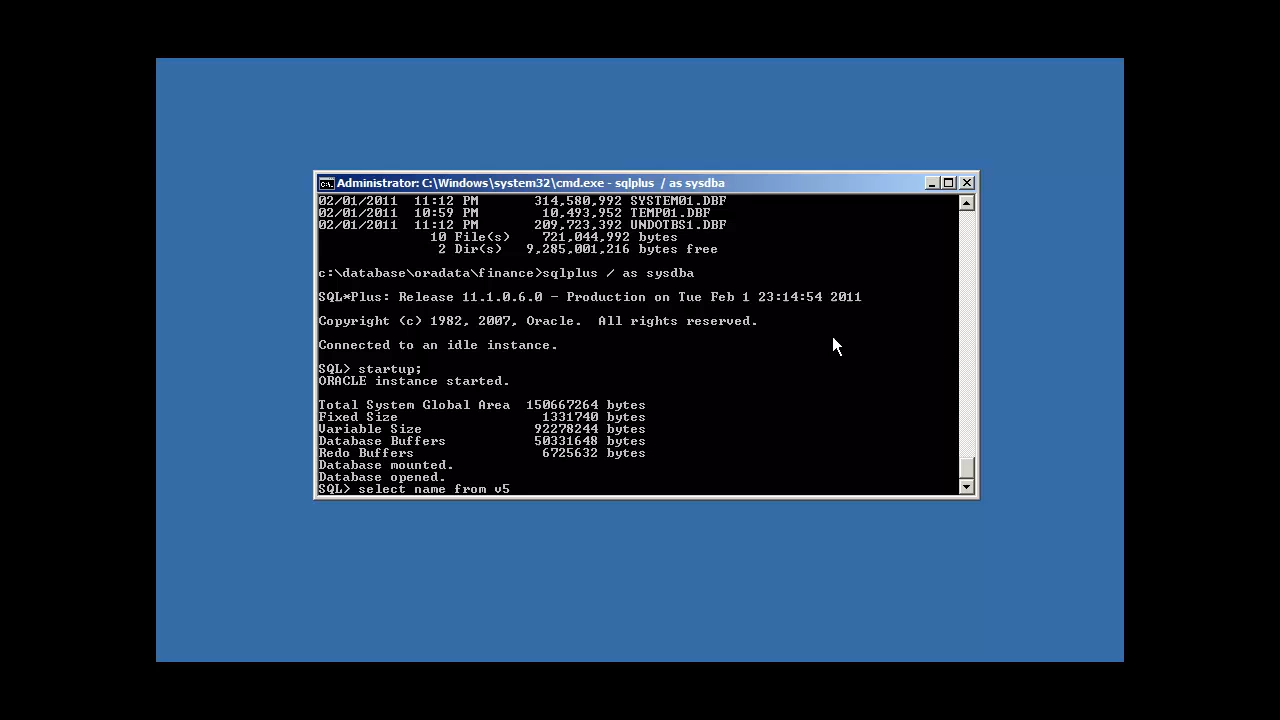 Administrator: C:\Windows\system32\cmd.exe - sqlplus / as sysdba
02/01/2011  11:12 PM       314,580,992 SYSTEM01.DBF
02/01/2011  10:59 PM        10,493,952 TEMP01.DBF
02/01/2011  11:12 PM       209,723,392 UNDOTBS1.DBF
              10 File(s)    721,044,992 bytes
               2 Dir(s)   9,285,001,216 bytes free
c:\database\oradata\finance>sqlplus / as sysdba
SQL*Plus: Release 11.1.0.6.0 - Production on Tue Feb 1 23:14:54 2011
Copyright (c) 1982, 2007, Oracle.  All rights reserved.
Connected to an idle instance.
SQL> startup;
ORACLE instance started.
Total System Global Area  150667264 bytes
Fixed Size                  1331740 bytes
Variable Size              92278244 bytes
Database Buffers           50331648 bytes
Redo Buffers                6725632 bytes
Database mounted.
Database opened.
SQL> select name from v5